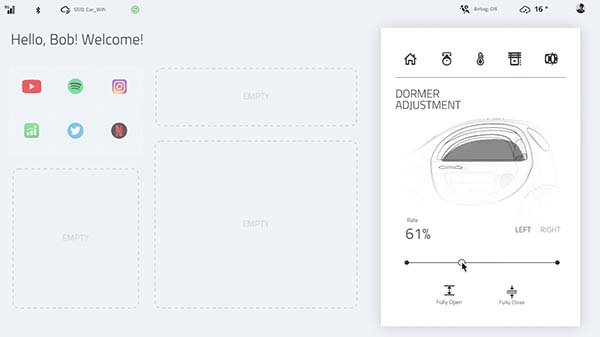 SSID: Car_Wifi
Airbag: ON
16 °
Hello, Bob! Welcome!
EMPTY
EMPTY
EMPTY
DORMER
ADJUSTMENT
Rate
61%
LEFT RIGHT
Fully Open
Fully Close